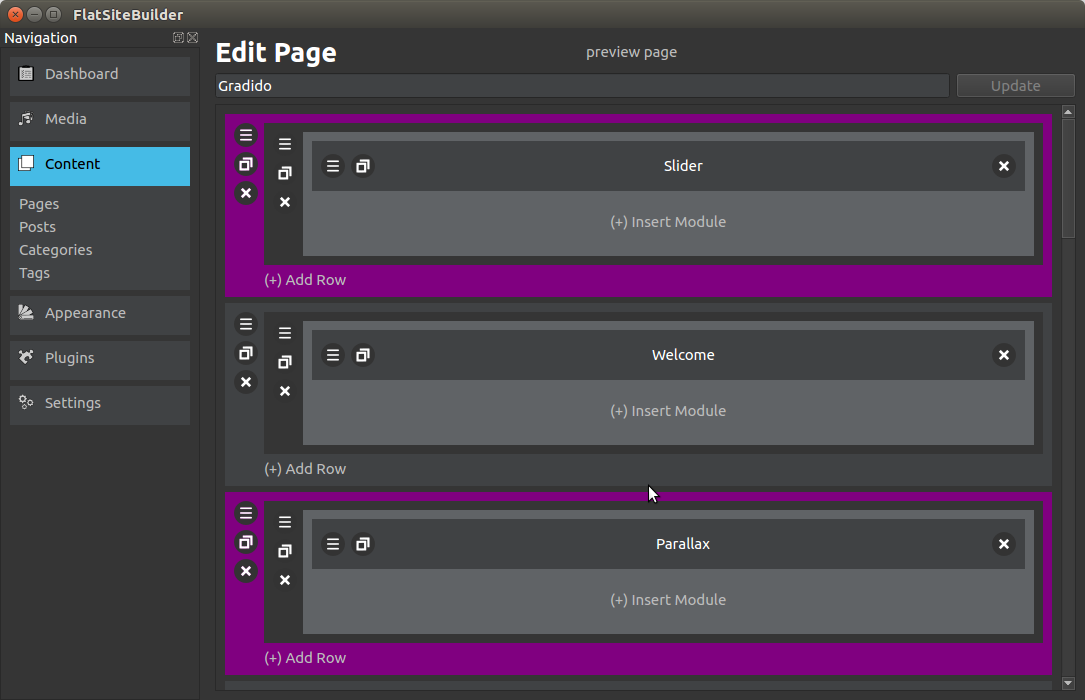 FlatSiteBuilder
Navigation
Dashboard
Media
Content
Pages
Posts
Categories
Tags
Appearance
Plugins
Settings
Edit Page
preview page
Gradido
Update
Slider
(+) Insert Module
(+) Add Row
Welcome
(+) Insert Module
(+) Add Row
Parallax
(+) Insert Module
(+) Add Row